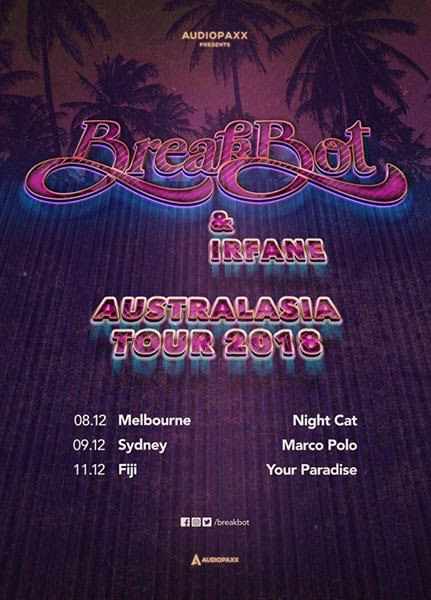 AUDIOPAXX
PRESENTS
BreakBot
&
IRFANE
AUSTRALASIA
TOUR 2018
08.12 Melbourne Night Cat
09.12 Sydney Marco Polo
11.12 Fiji Your Paradise
/breakbot
AUDIOPAXX